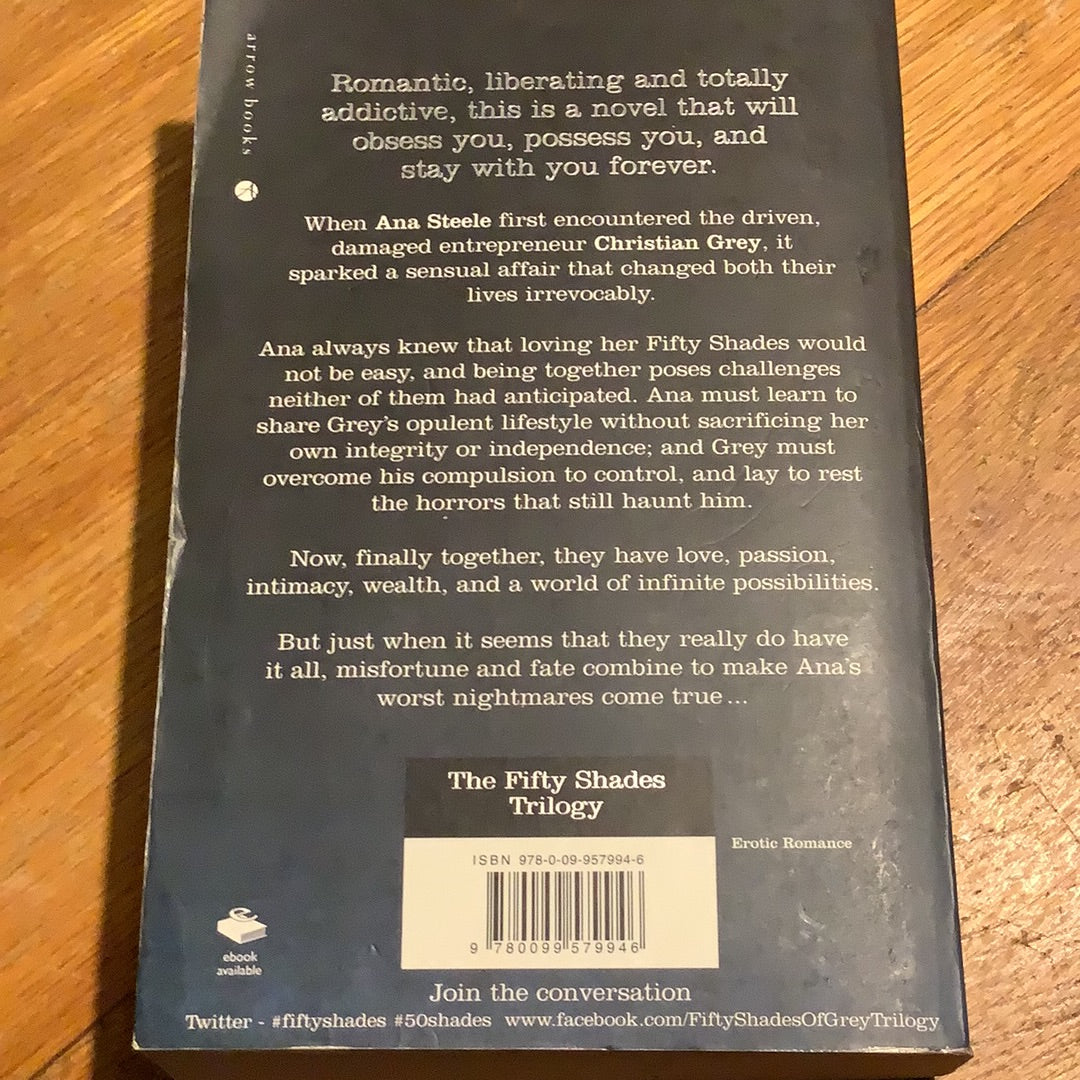 arrow books
Romantic, liberating and totally
addictive, this is a novel that will
obsess you, possess you, and
stay with you forever.
When Ana Steele first encountered the driven,
damaged entrepreneur Christian Grey, it
sparked a sensual affair that changed both their
lives irrevocably.
Ana always knew that loving her Fifty Shades would
not be easy, and being together poses challenges
neither of them had anticipated. Ana must learn to
share Grey's opulent lifestyle without sacrificing her
own integrity or independence; and Grey must
overcome his compulsion to control, and lay to rest
the horrors that still haunt him.
Now, finally together, they have love, passion,
intimacy, wealth, and a world of infinite possibilities.
But just when it seems that they really do have
it all, misfortune and fate combine to make Ana's
worst nightmares come true...
The Fifty Shades
Trilogy
Erotic Romance
ISBN 978-0-09-957994-6
9 780099 579946
ebook
available
Join the conversation
Twitter - #fiftyshades #50shades www.facebook.com/FiftyShadesOfGreyTrilogy